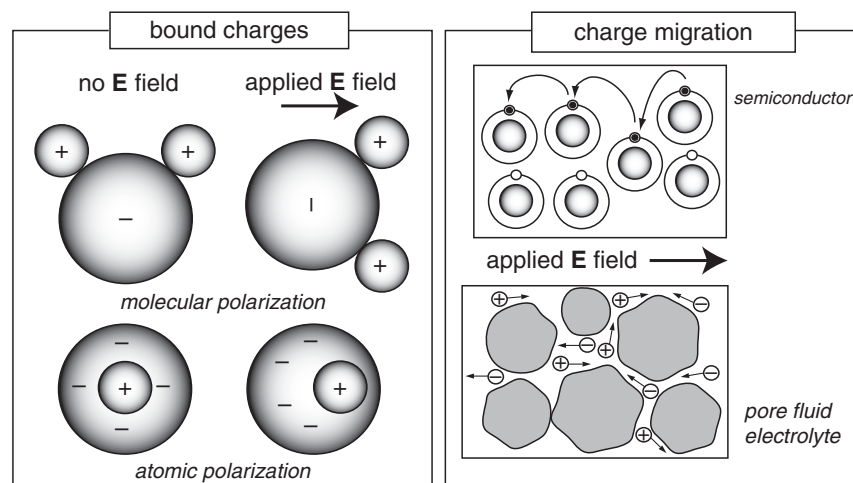 bound charges
no E field
applied E field
+
+
−
+
I
+
molecular polarization
−
−
+
−
−
−
−
−
+
−
−
atomic polarization
charge migration
semiconductor
applied E field
+
+
−
−
+
+
−
−
−
+
pore fluid
electrolyte